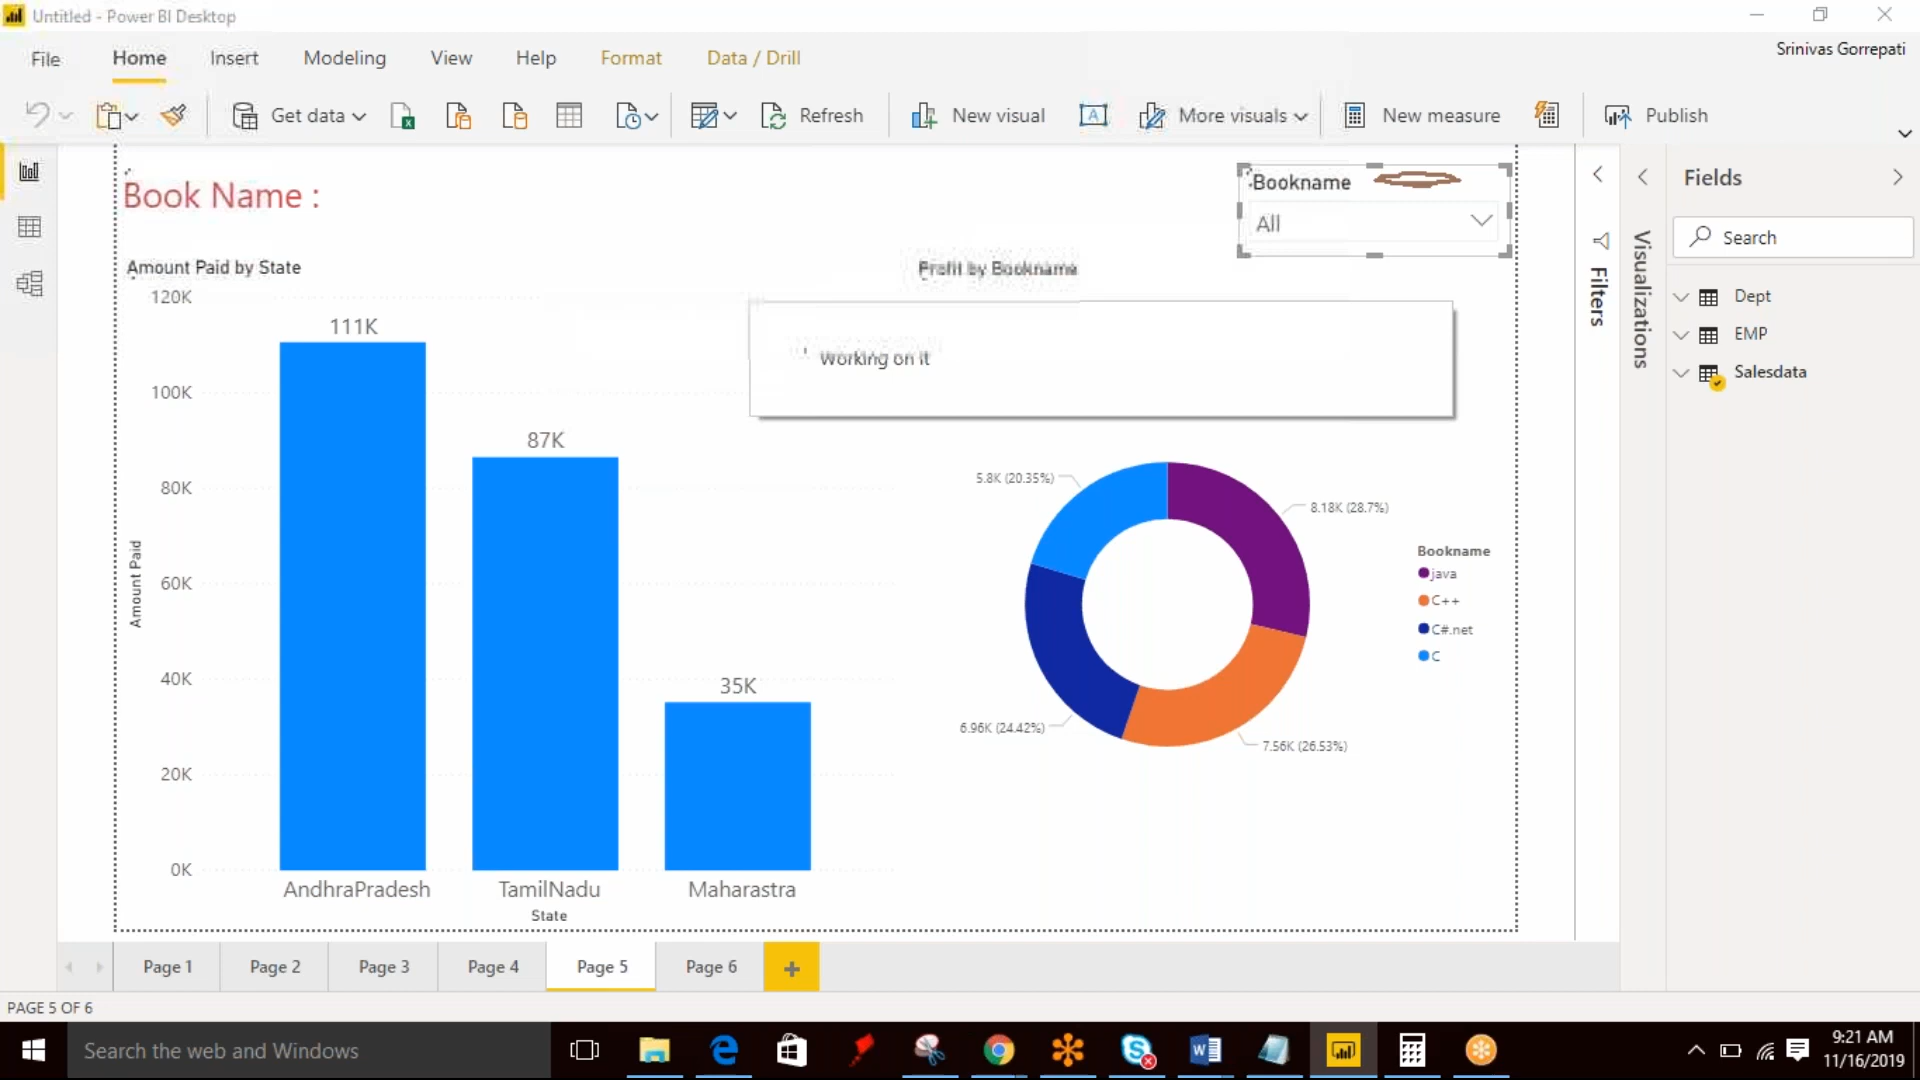 Untitled - Power BI Desktop
Srinivas Gorrepati
File Home Insert Modeling View Help Format Data / Drill
Get data Refresh New visual More visuals New measure Publish
Book Name :
Bookname
All
Amount Paid by State
Profit by Bookname
Working on it
120K
100K
80K
60K
40K
20K
0K
Amount Paid
111K
87K
35K
AndhraPradesh TamilNadu Maharastra
State
5.8K (20.35%)
8.18K (28.7%)
6.96K (24.42%)
7.56K (26.53%)
Bookname
java
C++
C#.net
C
Filters
Visualizations
Fields
Search
Dept
EMP
Salesdata
Page 1 Page 2 Page 3 Page 4 Page 5 Page 6
PAGE 5 OF 6
Search the web and Windows
9:21 AM
11/16/2019